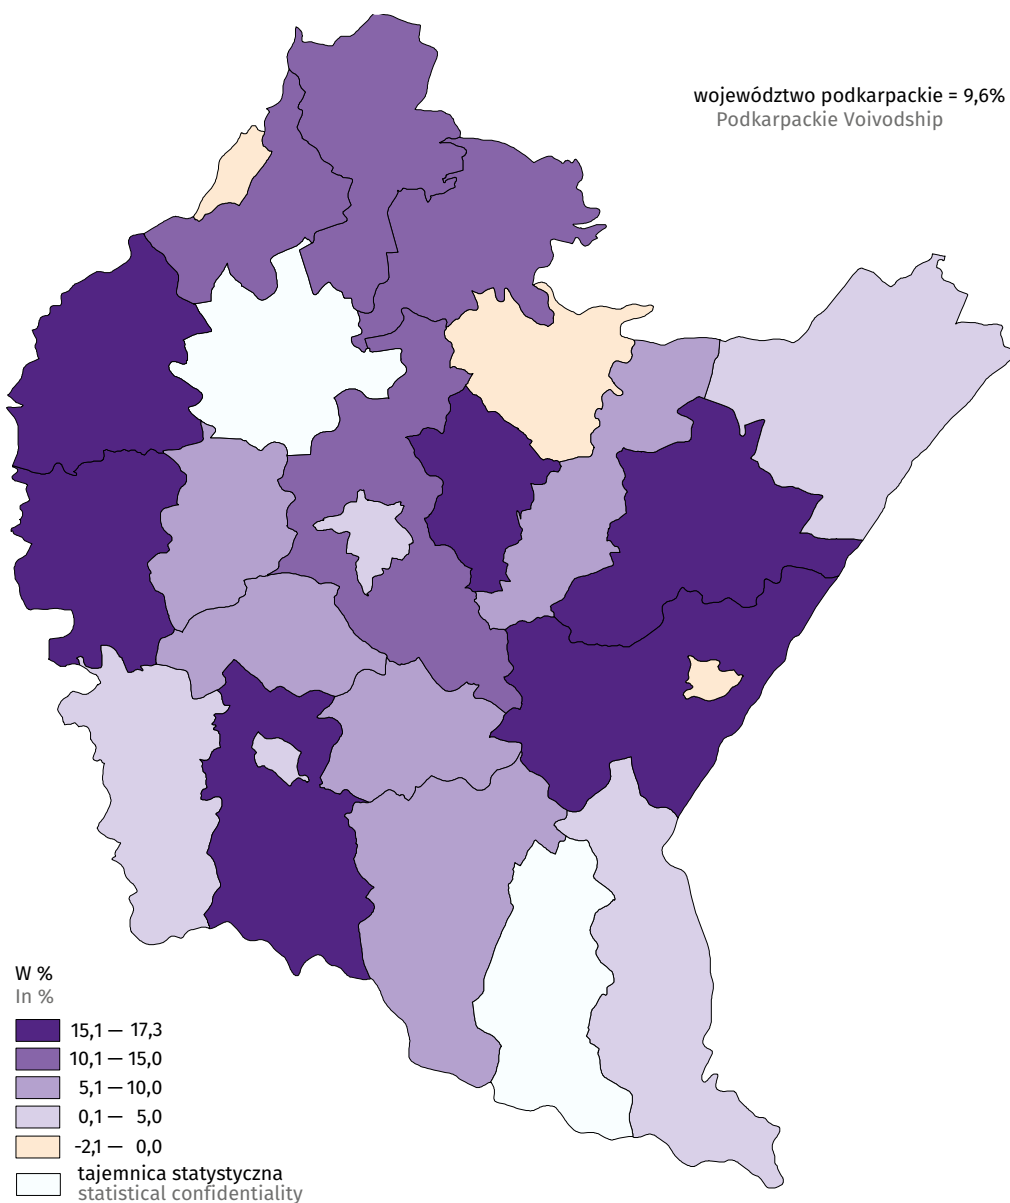 województwo podkarpackie = 9,6%
Podkarpackie Voivodship
W %
In %
15,1 — 17,3
10,1 — 15,0
5,1 — 10,0
0,1 — 5,0
-2,1 — 0,0
tajemnica statystyczna
statistical confidentiality